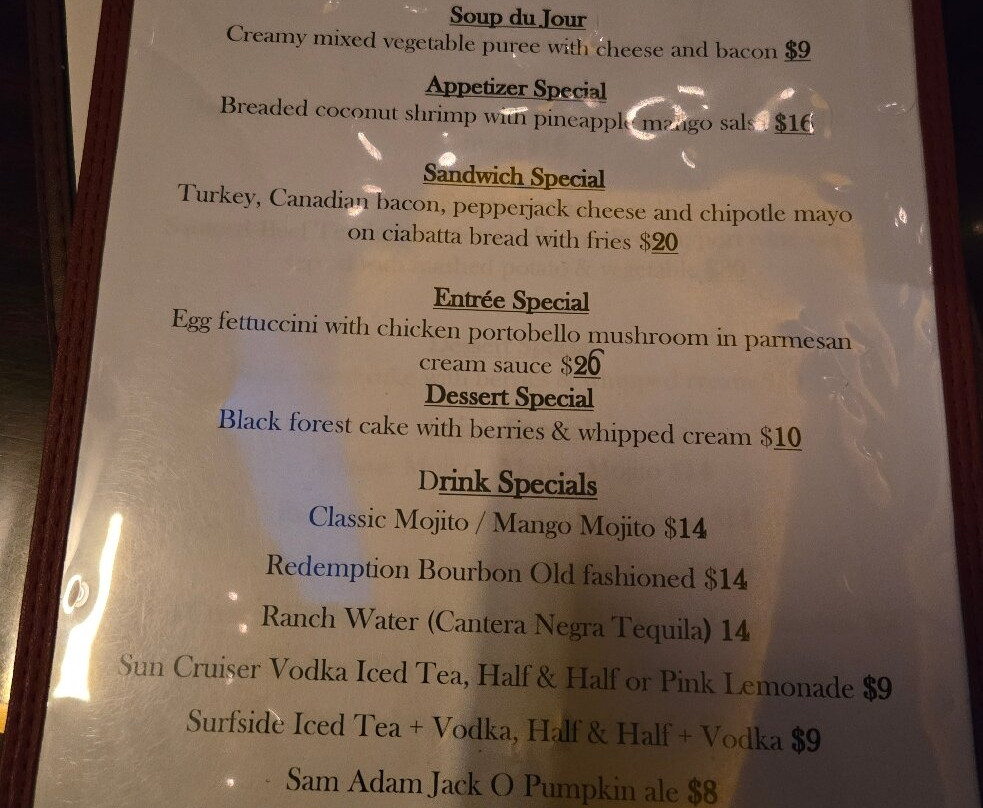 Soup du Jour
Creamy mixed vegetable puree with cheese and bacon $9
Appetizer Special
Breaded coconut shrimp with pineapple mango salsa $16
Sandwich Special
Turkey, Canadian bacon, pepperjack cheese and chipotle mayo
on ciabatta bread with fries $20
Entrée Special
Egg fettuccini with chicken portobello mushroom in parmesan
cream sauce $26
Dessert Special
Black forest cake with berries & whipped cream $10
Drink Specials
Classic Mojito / Mango Mojito $14
Redemption Bourbon Old fashioned $14
Ranch Water (Cantera Negra Tequila) 14
Sun Cruiser Vodka Iced Tea, Half & Half or Pink Lemonade $9
Surfside Iced Tea + Vodka, Half & Half + Vodka $9
Sam Adam Jack O Pumpkin ale $8